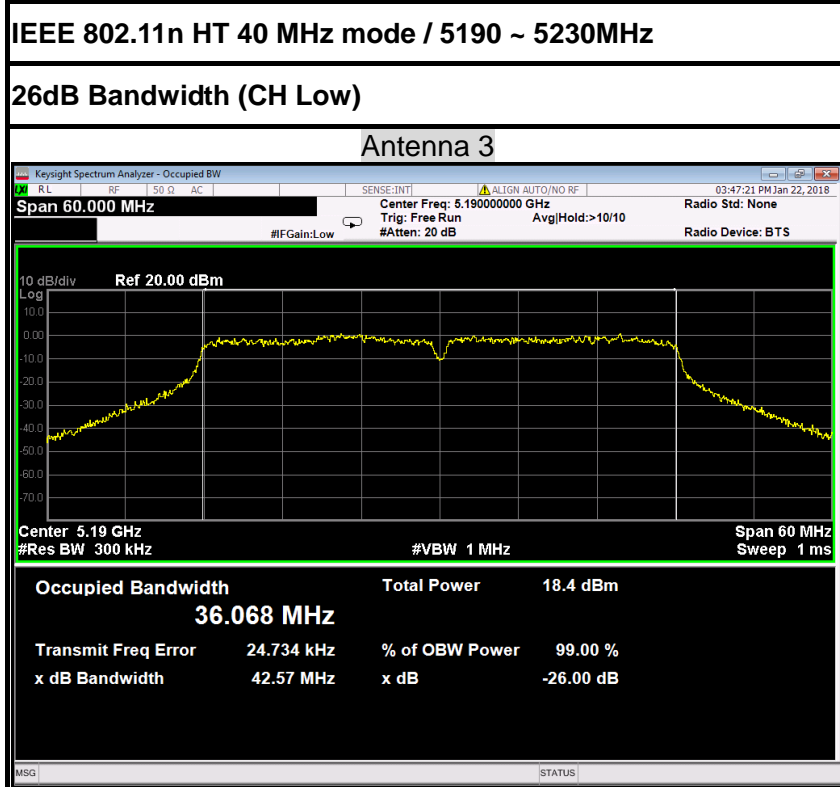 IEEE 802.11n HT 40 MHz mode / 5190 ~ 5230MHz
26dB Bandwidth (CH Low)
Antenna 3
Keysight Spectrum Analyzer - Occupied BW
LXI RL RF 50 Ω AC SENSE:INT ALIGN AUTO/NO RF 03:47:21 PM Jan 22, 2018
Span 60.000 MHz Center Freq: 5.190000000 GHz Radio Std: None
Trig: Free Run Avg|Hold:>10/10
#IFGain:Low #Atten: 20 dB Radio Device: BTS
10 dB/div Ref 20.00 dBm
Log
10.0
0.00
-10.0
-20.0
-30.0
-40.0
-50.0
-60.0
-70.0
Center 5.19 GHz Span 60 MHz
#Res BW 300 kHz #VBW 1 MHz Sweep 1 ms
Occupied Bandwidth Total Power 18.4 dBm
36.068 MHz
Transmit Freq Error 24.734 kHz % of OBW Power 99.00 %
x dB Bandwidth 42.57 MHz x dB -26.00 dB
MSG STATUS